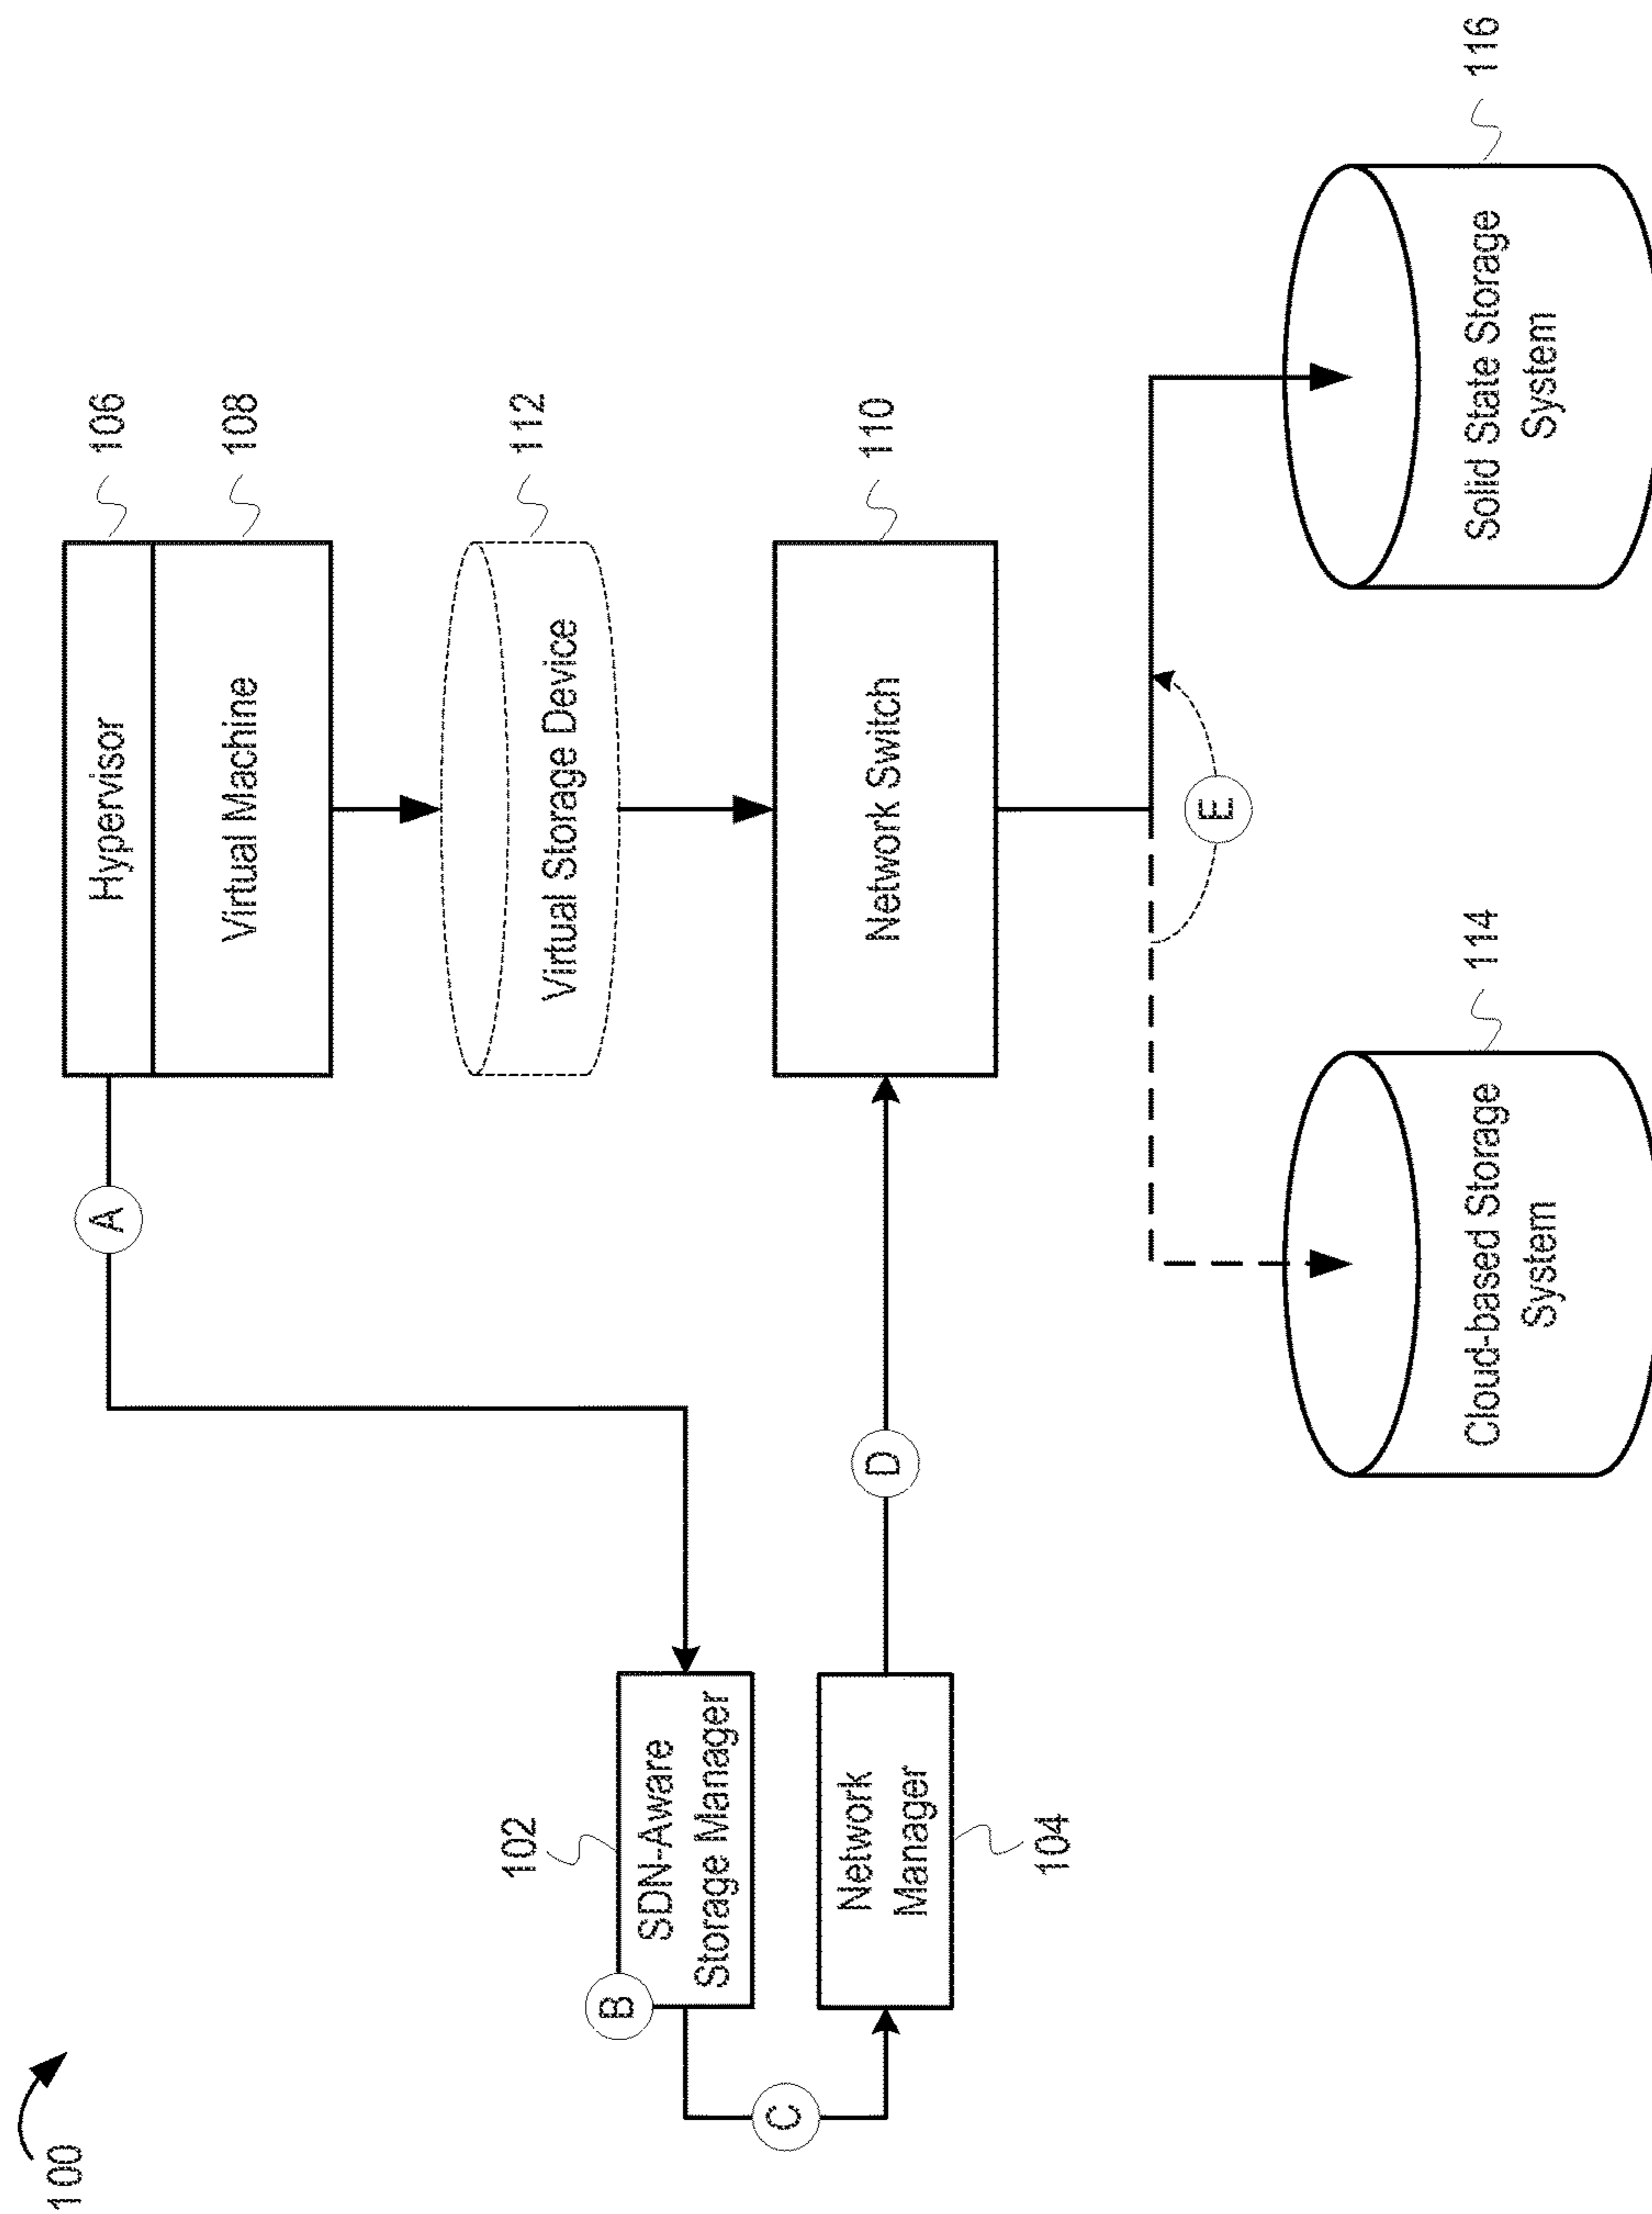 100
Hypervisor
106
A
Virtual Machine
108
Virtual Storage Device
112
102
SDN-Aware
Storage Manager
B
C
Network
Manager
104
D
Network Switch
110
E
Cloud-based Storage
System
114
Solid State Storage
System
116